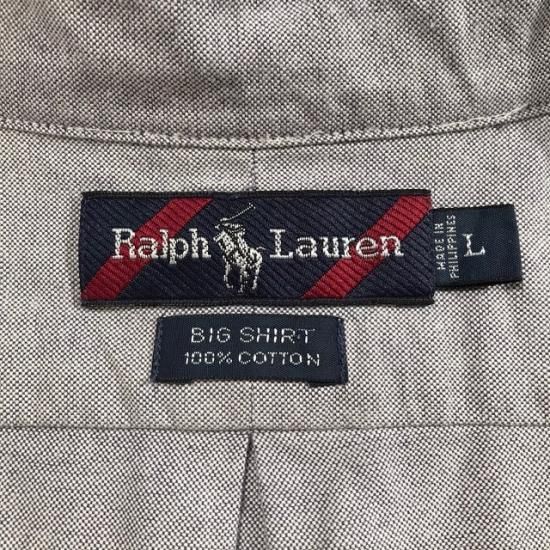 Ralph Lauren
MADE IN
PHILIPPINES
L
BIG SHIRT
100% COTTON